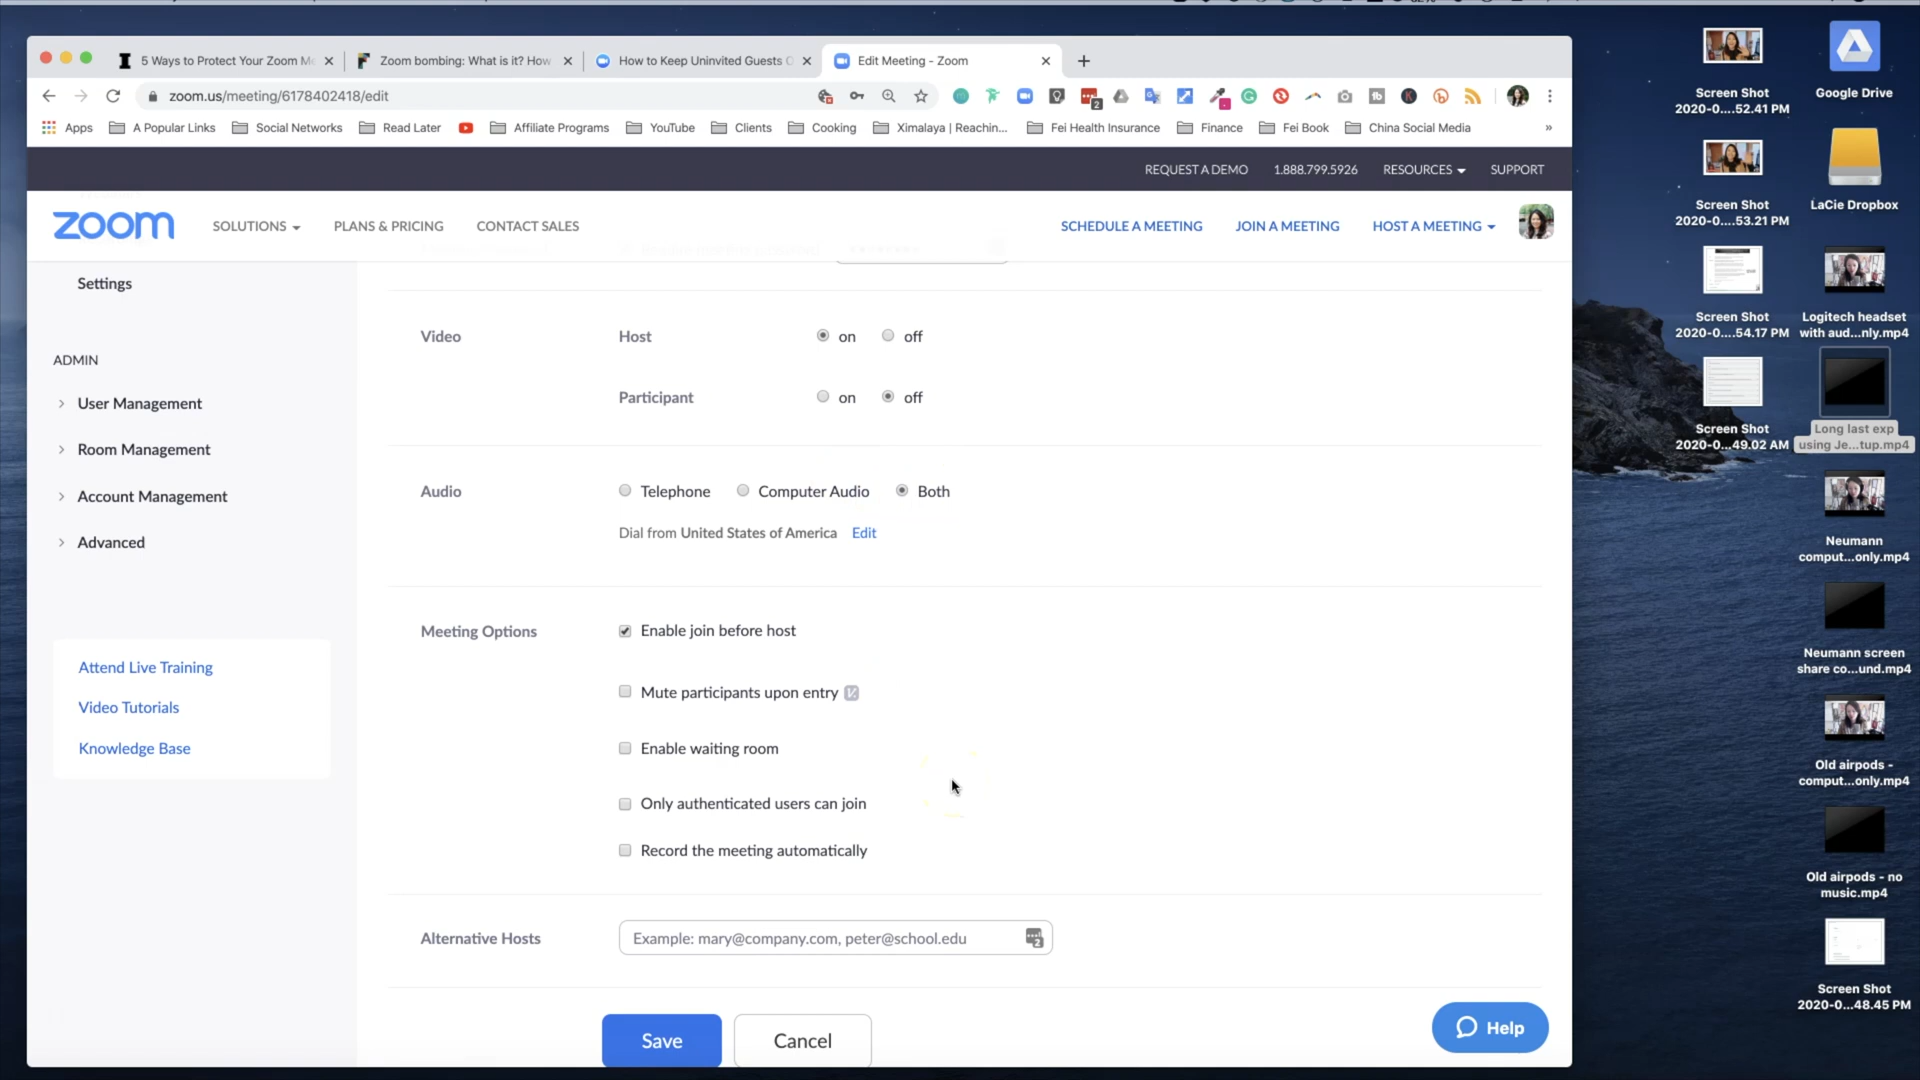 5 Ways to Protect Your Zoom Me
Zoom bombing: What is it? How
How to Keep Uninvited Guests O
Edit Meeting - Zoom
zoom.us/meeting/6178402418/edit
Apps
A Popular Links
Social Networks
Read Later
Affiliate Programs
YouTube
Clients
Cooking
Ximalaya | Reachin...
Fei Health Insurance
Finance
Fei Book
China Social Media
»
REQUEST A DEMO
1.888.799.5926
RESOURCES
SUPPORT
zoom
SOLUTIONS
PLANS & PRICING
CONTACT SALES
SCHEDULE A MEETING
JOIN A MEETING
HOST A MEETING
Settings
ADMIN
User Management
Room Management
Account Management
Advanced
Attend Live Training
Video Tutorials
Knowledge Base
Video
Host
on
off
Participant
on
off
Audio
Telephone
Computer Audio
Both
Dial from United States of America Edit
Meeting Options
Enable join before host
Mute participants upon entry
Enable waiting room
Only authenticated users can join
Record the meeting automatically
Alternative Hosts
Example: mary@company.com, peter@school.edu
Save
Cancel
Help
Screen Shot
2020-0....52.41 PM
Google Drive
Screen Shot
2020-0....53.21 PM
LaCie Dropbox
Screen Shot
2020-0....54.17 PM
Logitech headset
with aud...nly.mp4
Screen Shot
2020-0...49.02 AM
Long last exp
using Je...tup.mp4
Neumann
comput...only.mp4
Neumann screen
share co...und.mp4
Old airpods -
comput...only.mp4
Old airpods - no
music.mp4
Screen Shot
2020-0...48.45 PM